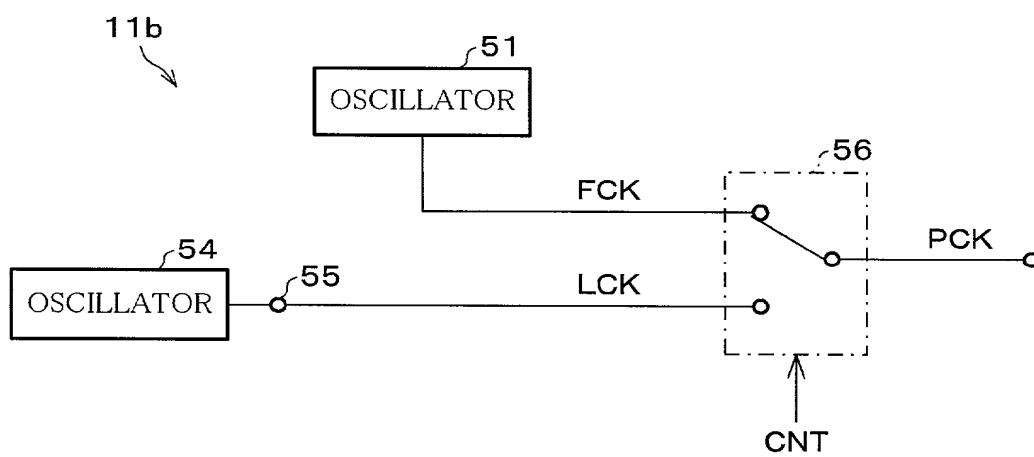 11b
51
OSCILLATOR
56
FCK
PCK
54
55
OSCILLATOR
LCK
CNT